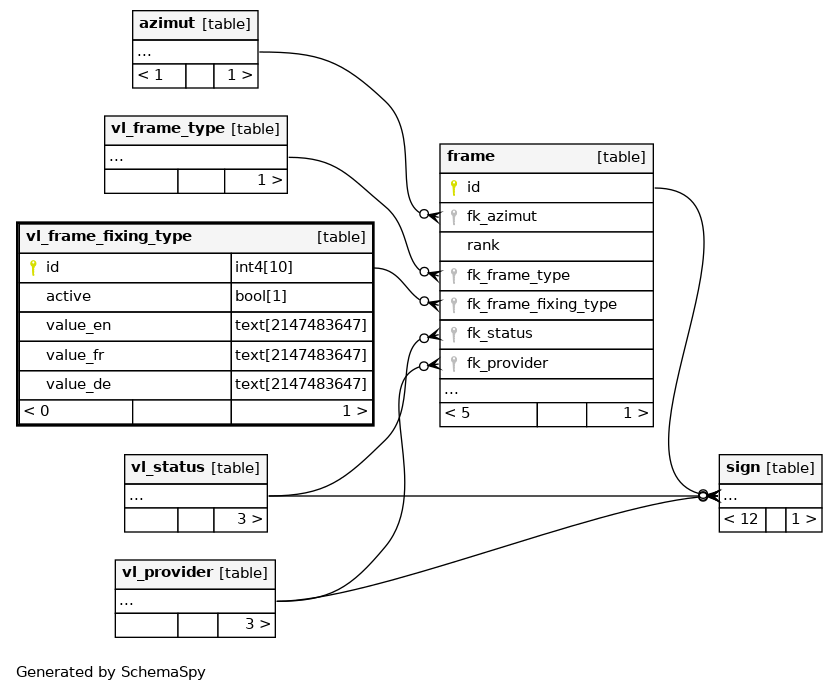 azimut [table]
...
< 1 1 >
vl_frame_type [table]
...
1 >
vl_frame_fixing_type [table]
id int4[10]
active bool[1]
value_en text[2147483647]
value_fr text[2147483647]
value_de text[2147483647]
< 0 1 >
frame [table]
id
fk_azimut
rank
fk_frame_type
fk_frame_fixing_type
fk_status
fk_provider
...
< 5 1 >
vl_status [table]
...
3 >
sign [table]
...
< 12 1 >
vl_provider [table]
...
3 >
Generated by SchemaSpy